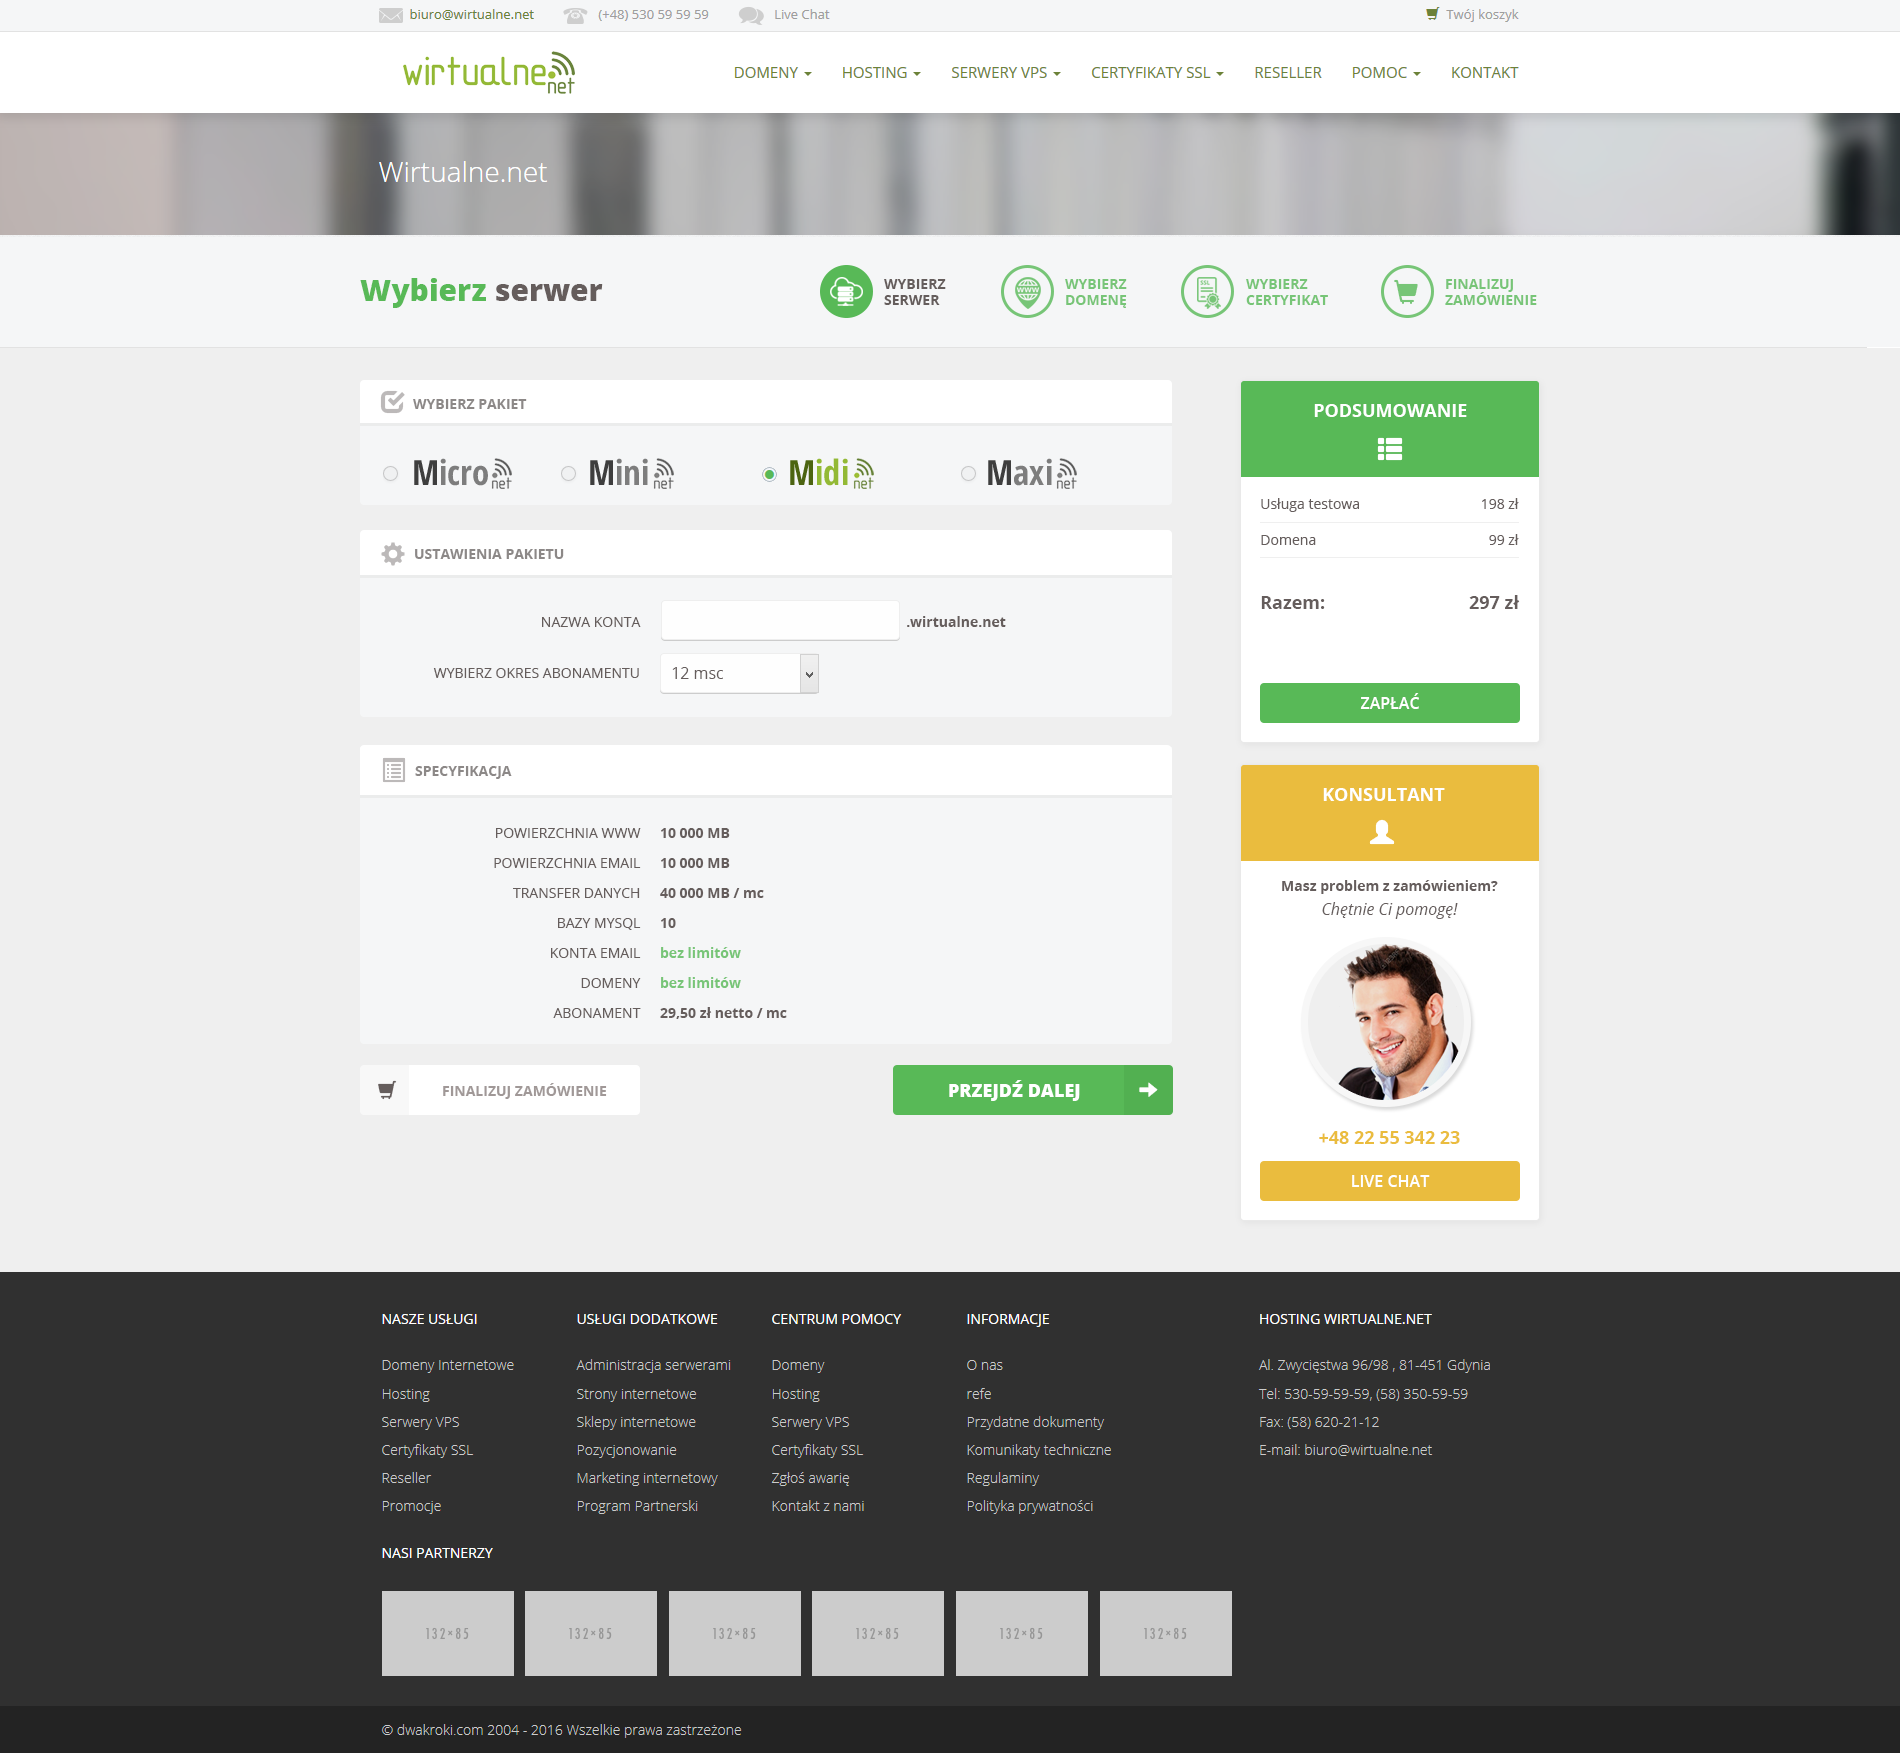 biuro@wirtualne.net (+48) 530 59 59 59 Live Chat Twój koszyk
wirtualne.net DOMENY HOSTING SERWERY VPS CERTYFIKATY SSL RESELLER POMOC KONTAKT
Wirtualne.net
Wybierz serwer
WYBIERZ SERWER
WWW
WYBIERZ DOMENĘ
SSL
WYBIERZ CERTYFIKAT
FINALIZUJ ZAMÓWIENIE
WYBIERZ PAKIET
Micro net Mini net Midi net Maxi net
USTAWIENIA PAKIETU
NAZWA KONTA .wirtualne.net
WYBIERZ OKRES ABONAMENTU 12 msc
SPECYFIKACJA
POWIERZCHNIA WWW 10 000 MB
POWIERZCHNIA EMAIL 10 000 MB
TRANSFER DANYCH 40 000 MB / mc
BAZY MYSQL 10
KONTA EMAIL bez limitów
DOMENY bez limitów
ABONAMENT 29,50 zł netto / mc
FINALIZUJ ZAMÓWIENIE PRZEJDŹ DALEJ
PODSUMOWANIE
Usługa testowa 198 zł
Domena 99 zł
Razem: 297 zł
ZAPŁAĆ
KONSULTANT
Masz problem z zamówieniem?
Chętnie Ci pomogę!
+48 22 55 342 23
LIVE CHAT
NASZE USŁUGI
Domeny Internetowe
Hosting
Serwery VPS
Certyfikaty SSL
Reseller
Promocje
USŁUGI DODATKOWE
Administracja serwerami
Strony internetowe
Sklepy internetowe
Pozycjonowanie
Marketing internetowy
Program Partnerski
CENTRUM POMOCY
Domeny
Hosting
Serwery VPS
Certyfikaty SSL
Zgłoś awarię
Kontakt z nami
INFORMACJE
O nas
refe
Przydatne dokumenty
Komunikaty techniczne
Regulaminy
Polityka prywatności
HOSTING WIRTUALNE.NET
Al. Zwycięstwa 96/98 , 81-451 Gdynia
Tel: 530-59-59-59, (58) 350-59-59
Fax: (58) 620-21-12
E-mail: biuro@wirtualne.net
NASI PARTNERZY
132×85 132×85 132×85 132×85 132×85 132×85
© dwakroki.com 2004 - 2016 Wszelkie prawa zastrzeżone